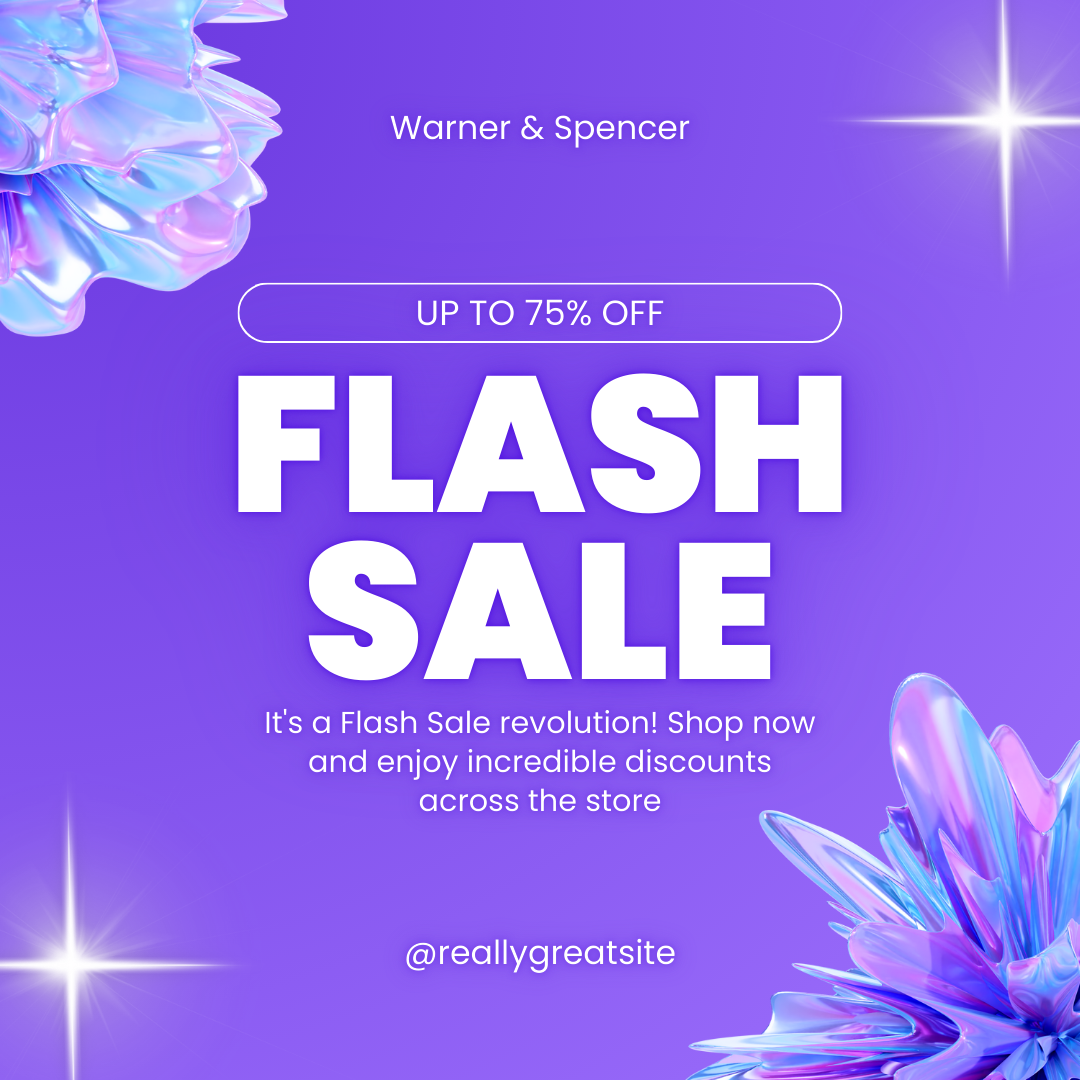 Warner & Spencer
UP TO 75% OFF
FLASH
SALE
It's a Flash Sale revolution! Shop now
and enjoy incredible discounts
across the store
@reallygreatsite